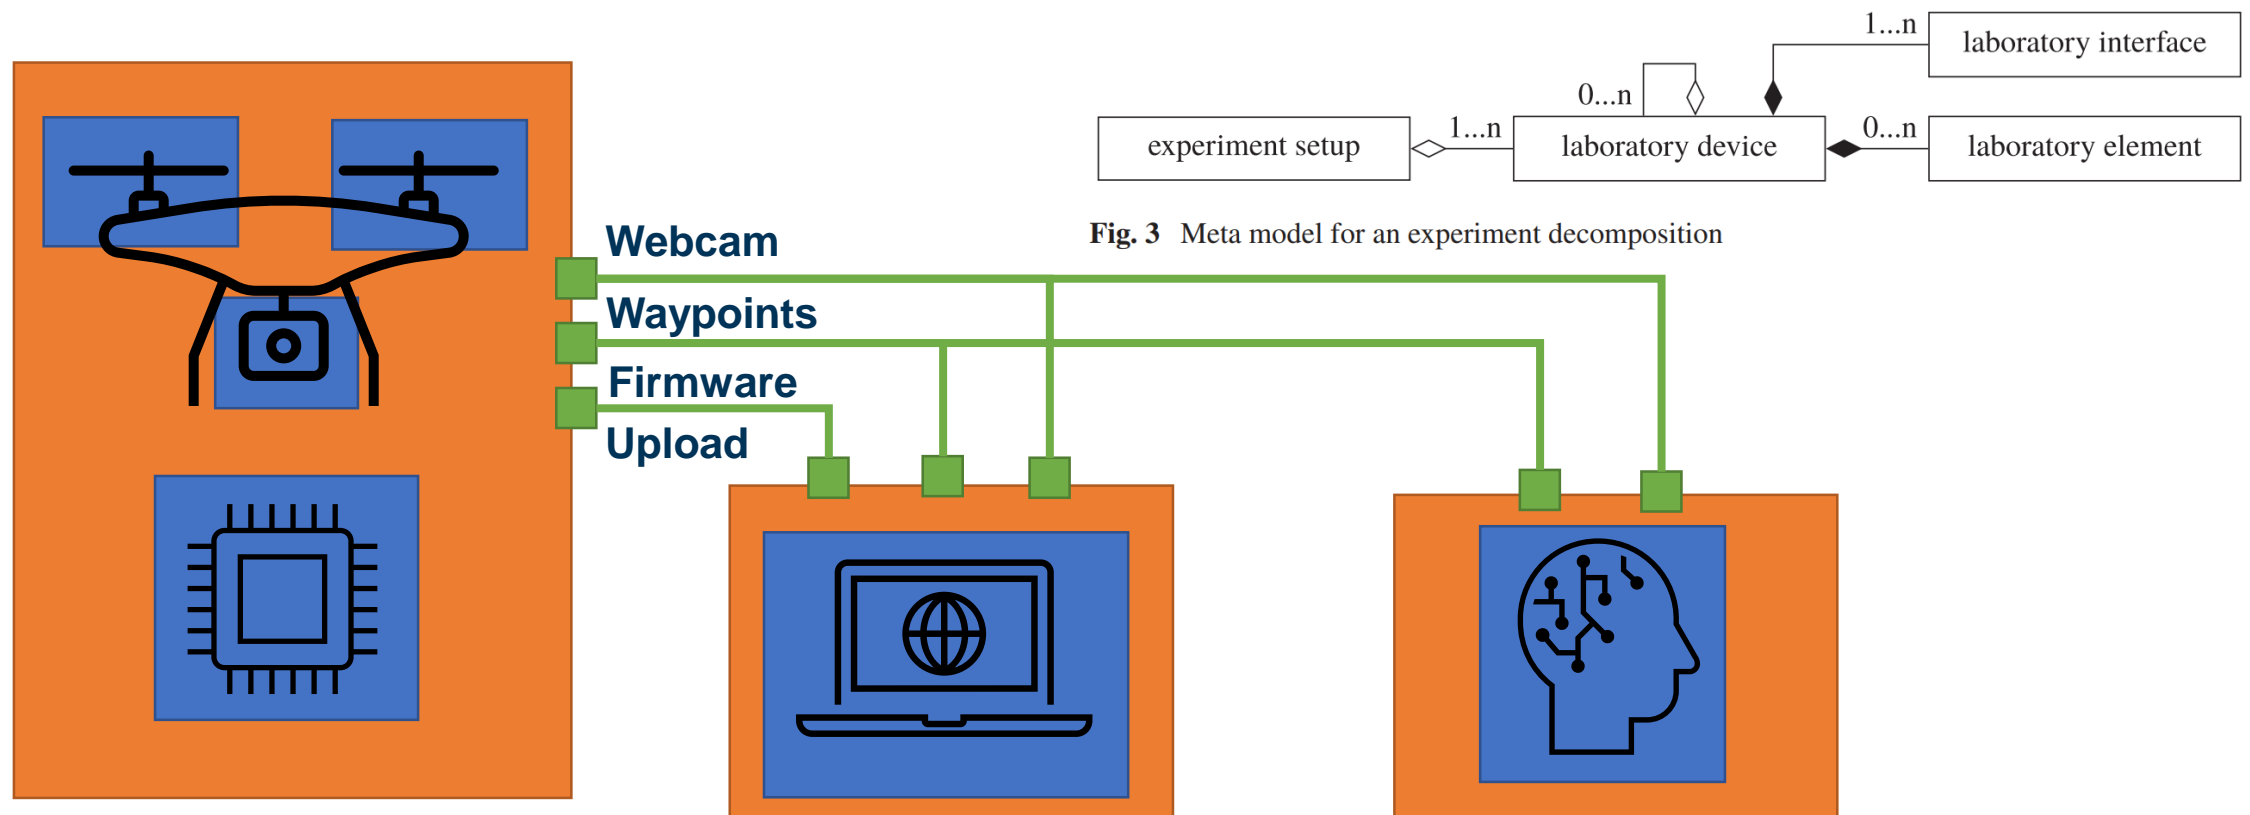 1...n
laboratory interface
0...n
experiment setup
1...n
laboratory device
0...n
laboratory element
Fig. 3 Meta model for an experiment decomposition
Webcam
Waypoints
Firmware
Upload